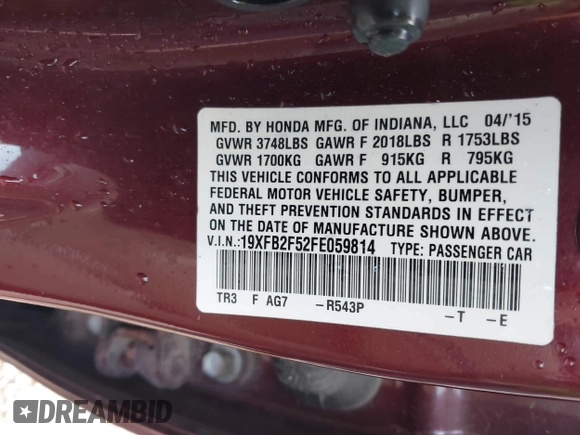 MFD. BY HONDA MFG. OF INDIANA, LLC 04/'15
GVWR 3748LBS GAWR F 2018LBS R 1753LBS
GVWR 1700KG GAWR F 915KG R 795KG
THIS VEHICLE CONFORMS TO ALL APPLICABLE
FEDERAL MOTOR VEHICLE SAFETY, BUMPER,
AND THEFT PREVENTION STANDARDS IN EFFECT
ON THE DATE OF MANUFACTURE SHOWN ABOVE.
V.I.N.:19XFB2F52FE059814 TYPE: PASSENGER CAR
TR3 F AG7 -R543P -T -E
DREAMBID